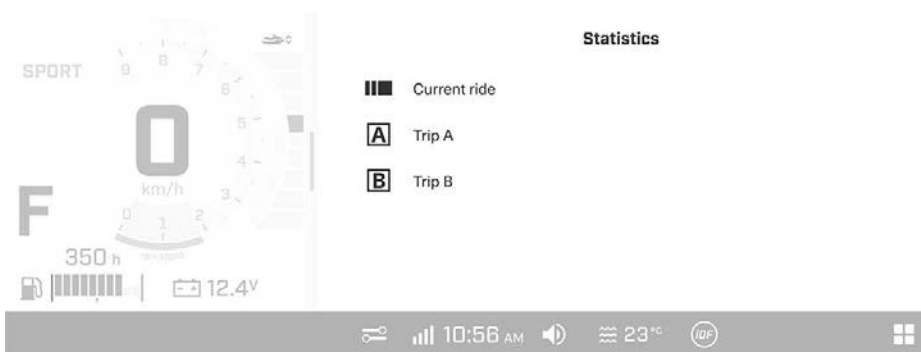 Statistics
SPORT
9 8 7
6
5
4
3
0 1 2
0
km/h
F
350 h
12.4V
Current ride
A Trip A
B Trip B
10:56 AM
23°C
iDF